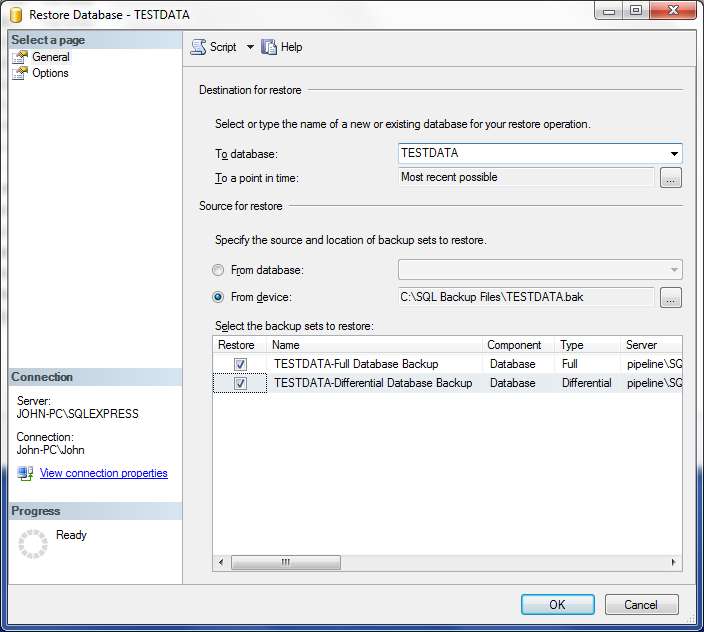 Restore Database - TESTDATA
Select a page
General
Options
Script
Help
Destination for restore
Select or type the name of a new or existing database for your restore operation.
To database:
TESTDATA
To a point in time:
Most recent possible
...
Source for restore
Specify the source and location of backup sets to restore.
From database:
From device:
C:\SQL Backup Files\TESTDATA.bak
...
Select the backup sets to restore:
Restore Name Component Type Server
TESTDATA-Full Database Backup Database Full pipeline\SQ
TESTDATA-Differential Database Backup Database Differential pipeline\SQ
Connection
Server:
JOHN-PC\SQLEXPRESS
Connection:
John-PC\John
View connection properties
Progress
Ready
OK
Cancel